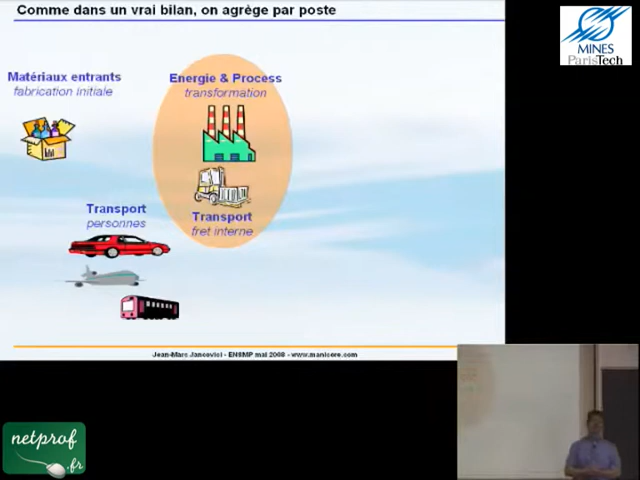 Comme dans un vrai bilan, on agrège par poste
Matériaux entrants
fabrication initiale
Energie & Process
transformation
Transport
fret interne
Transport
personnes
Jean-Marc Jancovici - ENSMP mai 2008 - www.manicore.com
MINES
ParisTech
netprof
.fr